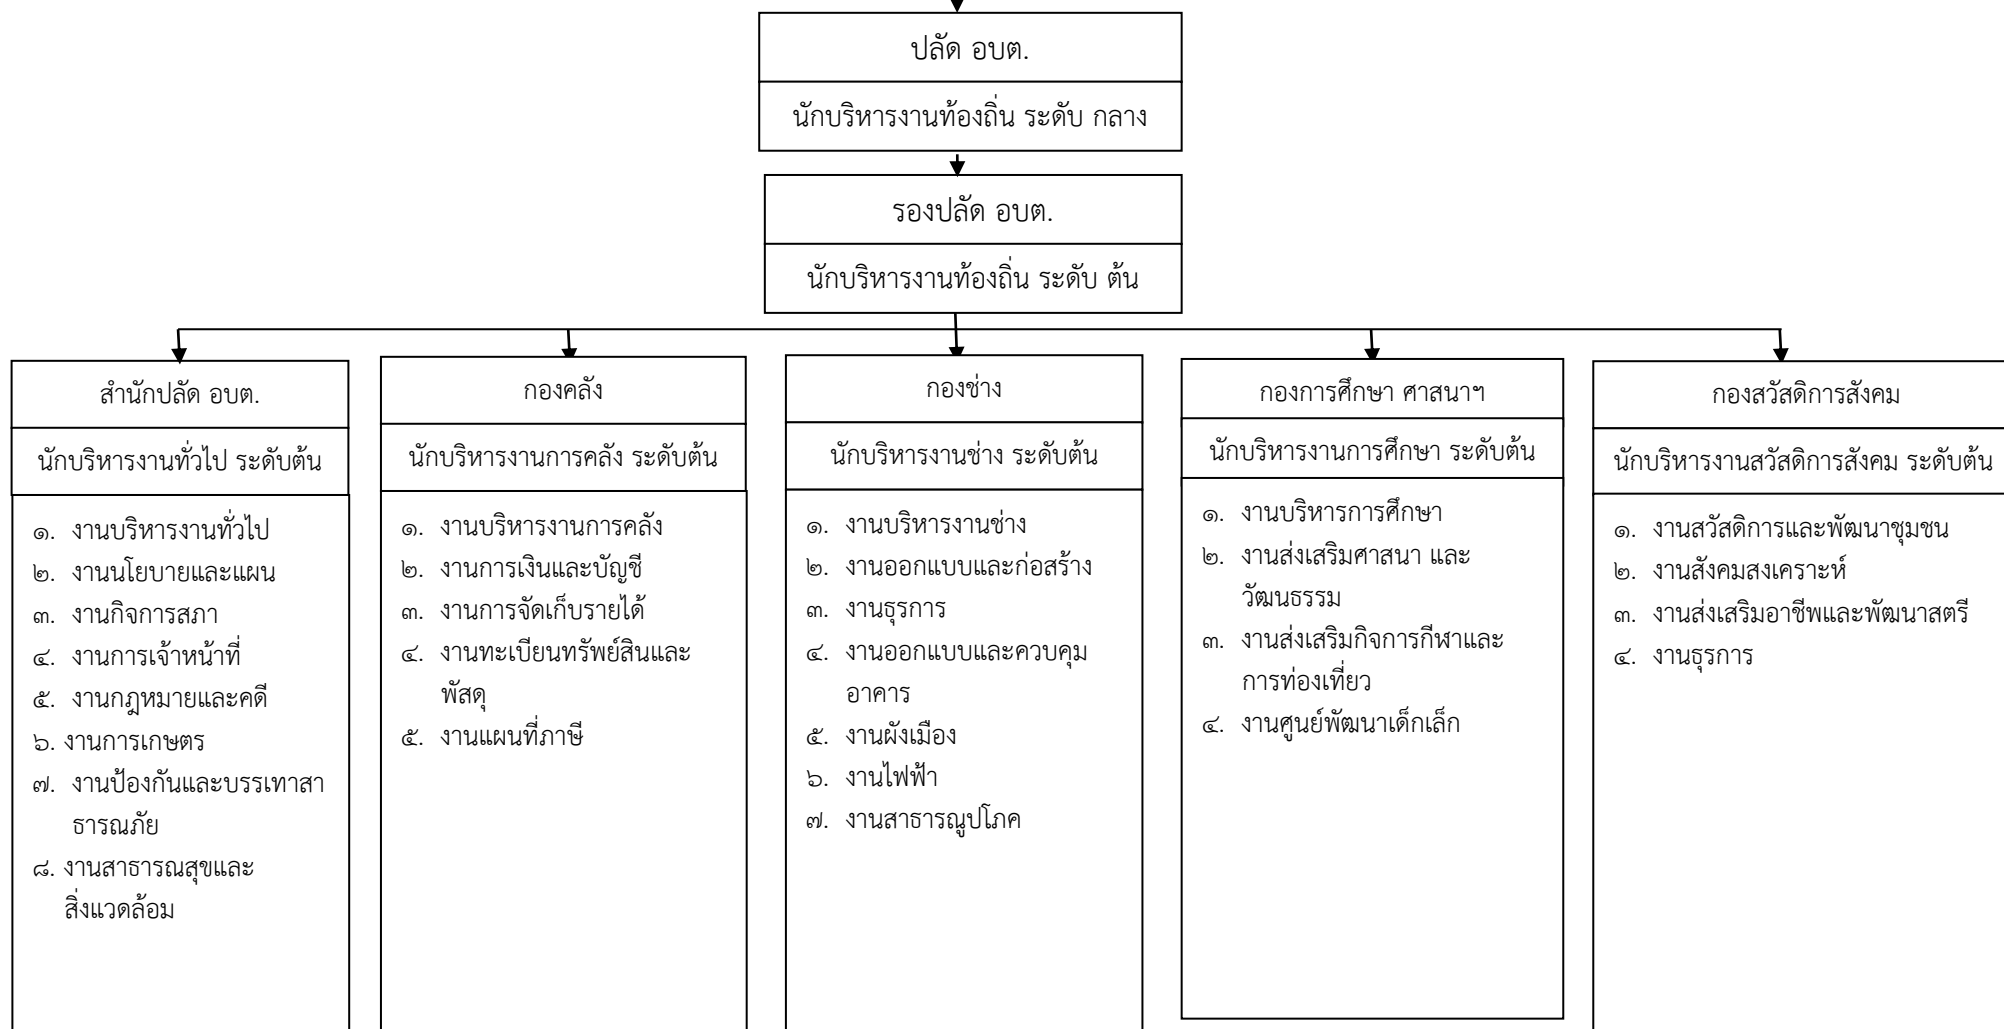 ปลัด อบต.
นักบริหารงานท้องถิ่น ระดับ กลาง
รองปลัด อบต.
นักบริหารงานท้องถิ่น ระดับ ต้น
สำนักปลัด อบต.
นักบริหารงานทั่วไป ระดับต้น
๑. งานบริหารงานทั่วไป
๒. งานนโยบายและแผน
๓. งานกิจการสภา
๔. งานการเจ้าหน้าที่
๕. งานกฎหมายและคดี
๖. งานการเกษตร
๗. งานป้องกันและบรรเทาสา
ธารณภัย
๘. งานสาธารณสุขและ
สิ่งแวดล้อม
กองคลัง
นักบริหารงานการคลัง ระดับต้น
๑. งานบริหารงานการคลัง
๒. งานการเงินและบัญชี
๓. งานการจัดเก็บรายได้
๔. งานทะเบียนทรัพย์สินและ
พัสดุ
๕. งานแผนที่ภาษี
กองช่าง
นักบริหารงานช่าง ระดับต้น
๑. งานบริหารงานช่าง
๒. งานออกแบบและก่อสร้าง
๓. งานธุรการ
๔. งานออกแบบและควบคุม
อาคาร
๕. งานผังเมือง
๖. งานไฟฟ้า
๗. งานสาธารณูปโภค
กองการศึกษา ศาสนาฯ
นักบริหารงานการศึกษา ระดับต้น
๑. งานบริหารการศึกษา
๒. งานส่งเสริมศาสนา และ
วัฒนธรรม
๓. งานส่งเสริมกิจการกีฬาและ
การท่องเที่ยว
๔. งานศูนย์พัฒนาเด็กเล็ก
กองสวัสดิการสังคม
นักบริหารงานสวัสดิการสังคม ระดับต้น
๑. งานสวัสดิการและพัฒนาชุมชน
๒. งานสังคมสงเคราะห์
๓. งานส่งเสริมอาชีพและพัฒนาสตรี
๔. งานธุรการ